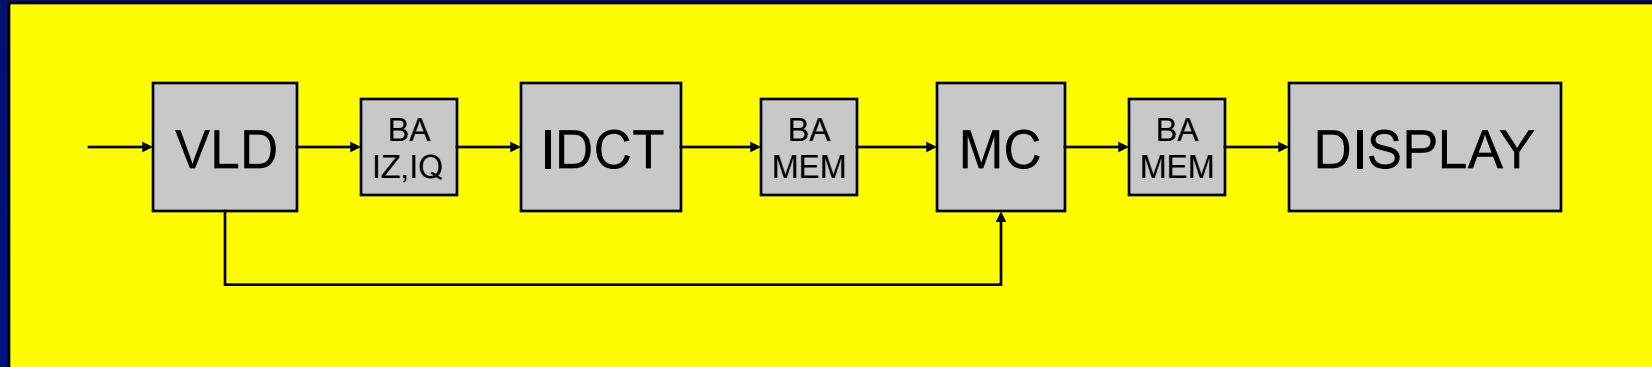 VLD
BA
IZ,IQ
IDCT
BA
MEM
MC
BA
MEM
DISPLAY